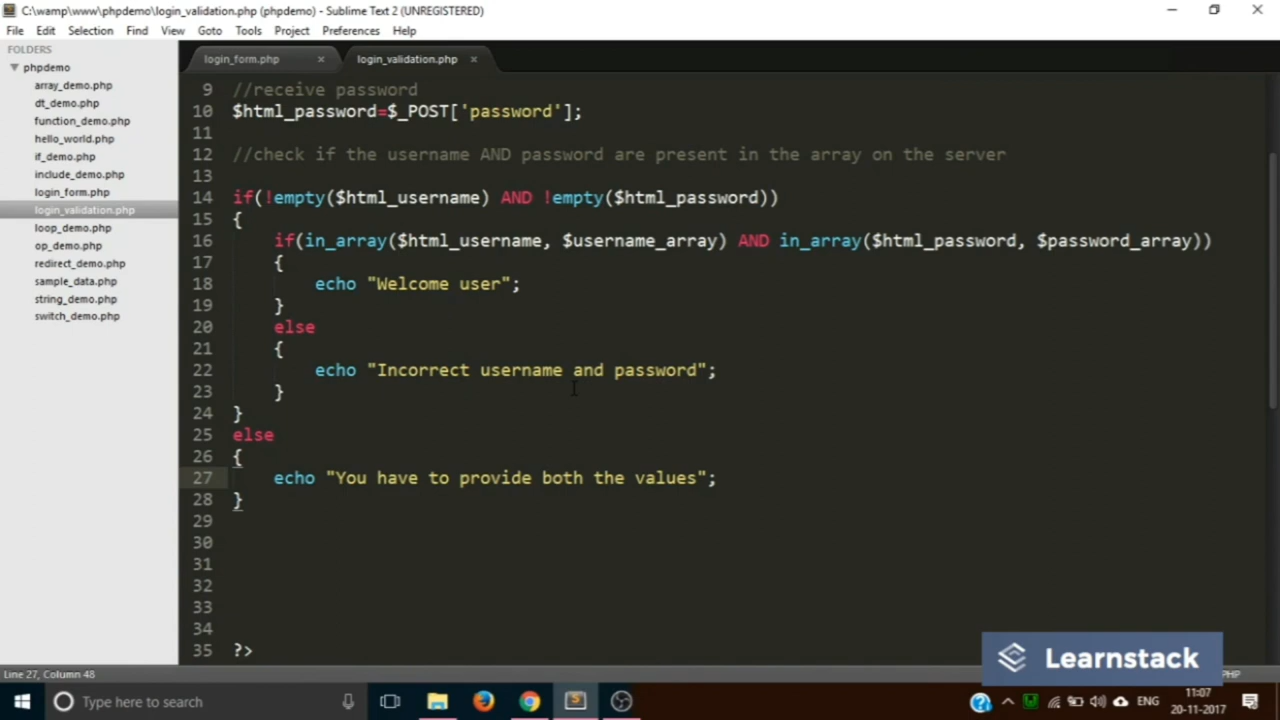 C:\wamp\www\phpdemo\login_validation.php (phpdemo) - Sublime Text 2 (UNREGISTERED)
File Edit Selection Find View Goto Tools Project Preferences Help
FOLDERS
phpdemo
array_demo.php
dt_demo.php
function_demo.php
hello_world.php
if_demo.php
include_demo.php
login_form.php
login_validation.php
loop_demo.php
op_demo.php
redirect_demo.php
sample_data.php
string_demo.php
switch_demo.php
login_form.php × login_validation.php ×
9 //receive password
10 $html_password=$_POST['password'];
11
12 //check if the username AND password are present in the array on the server
13
14 if(!empty($html_username) AND !empty($html_password))
15 {
16 if(in_array($html_username, $username_array) AND in_array($html_password, $password_array))
17 {
18 echo "Welcome user";
19 }
20 else
21 {
22 echo "Incorrect username and password";
23 }
24 }
25 else
26 {
27 echo "You have to provide both the values";
28 }
29
30
31
32
33
34
35 ?>
Learnstack
Line 27, Column 48
PHP
Type here to search
ENG
11:07
20-11-2017